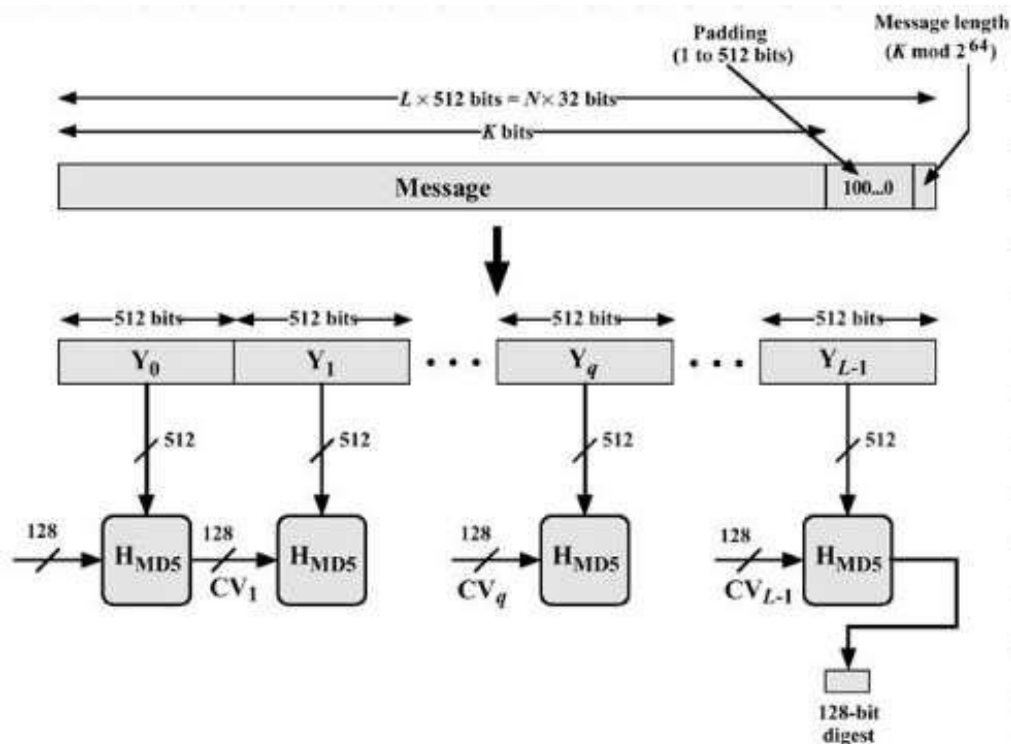 Padding
(1 to 512 bits)
Message length
(K mod 2^64)
L × 512 bits = N × 32 bits
K bits
Message
100...0
512 bits
512 bits
512 bits
512 bits
Y0
Y1
• • •
Yq
• • •
YL-1
512
512
512
512
128
HMD5
128
CV1
HMD5
128
CVq
HMD5
128
CVL-1
HMD5
128-bit
digest